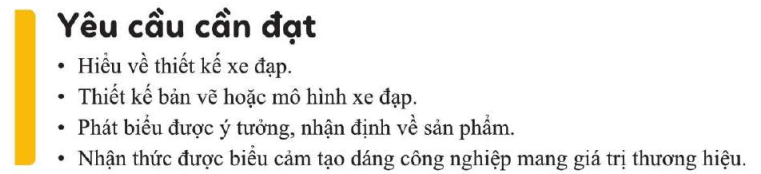 Yêu cầu cần đạt
• Hiểu về thiết kế xe đạp.
• Thiết kế bản vẽ hoặc mô hình xe đạp.
• Phát biểu được ý tưởng, nhận định về sản phẩm.
• Nhận thức được biểu cảm tạo dáng công nghiệp mang giá trị thương hiệu.